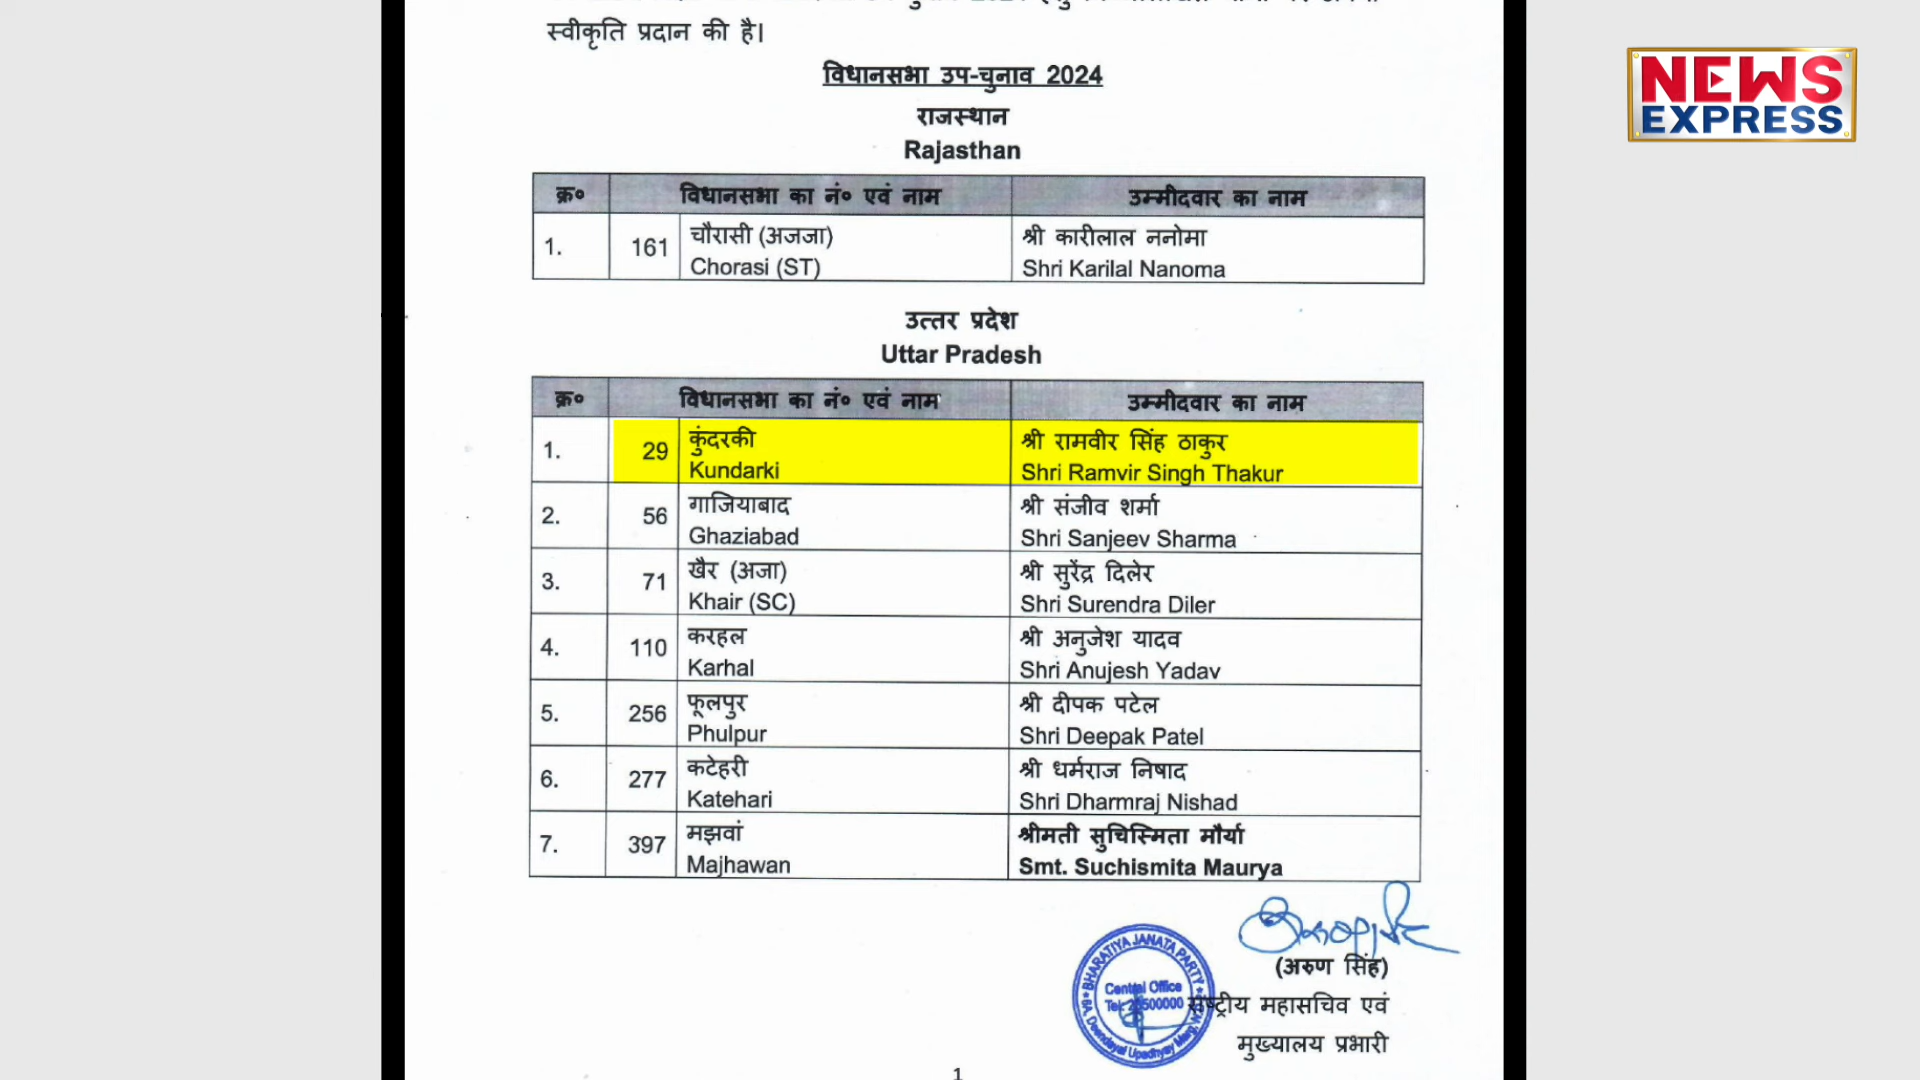 स्वीकृति प्रदान की है।
NEWS
EXPRESS
विधानसभा उप-चुनाव 2024
राजस्थान
Rajasthan
क्र० विधानसभा का नं० एवं नाम उम्मीदवार का नाम
1. 161 चौरासी (अजजा) श्री कारीलाल ननोमा
Chorasi (ST) Shri Karilal Nanoma
उत्तर प्रदेश
Uttar Pradesh
क्र० विधानसभा का नं० एवं नाम उम्मीदवार का नाम
1. 29 कुंदरकी श्री रामवीर सिंह ठाकुर
Kundarki Shri Ramvir Singh Thakur
2. 56 गाजियाबाद श्री संजीव शर्मा
Ghaziabad Shri Sanjeev Sharma
3. 71 खैर (अजा) श्री सुरेंद्र दिलेर
Khair (SC) Shri Surendra Diler
4. 110 करहल श्री अनुजेश यादव
Karhal Shri Anujesh Yadav
5. 256 फूलपुर श्री दीपक पटेल
Phulpur Shri Deepak Patel
6. 277 कटेहरी श्री धर्मराज निषाद
Katehari Shri Dharmraj Nishad
7. 397 मझवां श्रीमती सुचिस्मिता मौर्या
Majhawan Smt. Suchismita Maurya
(अरुण सिंह)
राष्ट्रीय महासचिव एवं
मुख्यालय प्रभारी
BHARATIYA JANATA PARTY
Central Office
6A, Deendayal Upadhyay Marg,
1